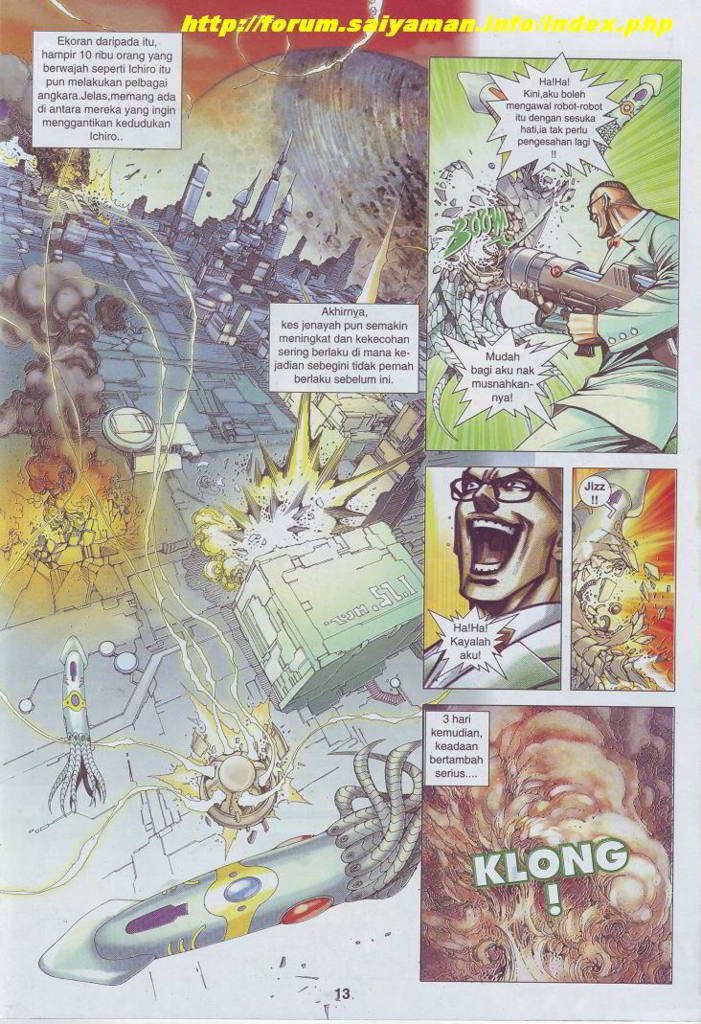 http://forum.saiyaman.info/index.php
Ekoran daripada itu,
hampir 10 ribu orang yang
berwajah seperti Ichiro itu
pun melakukan pelbagai
angkara.Jelas,memang ada
di antara mereka yang ingin
menggantikan kedudukan
Ichiro..
Akhirnya,
kes jenayah pun semakin
meningkat dan kekecohan
sering berlaku di mana ke-
jadian sebegini tidak pernah
berlaku sebelum ini.
Ha!Ha!
Kini,aku boleh
mengawal robot-robot
itu dengan sesuka
hati,ia tak perlu
pengesahan lagi
!!
BOOM
Mudah
bagi aku nak
musnahkan-
nya!
Ha!Ha!
Kayalah
aku!
Jizz
!!
3 hari
kemudian,
keadaan
bertambah
serius....
KLONG
!
13